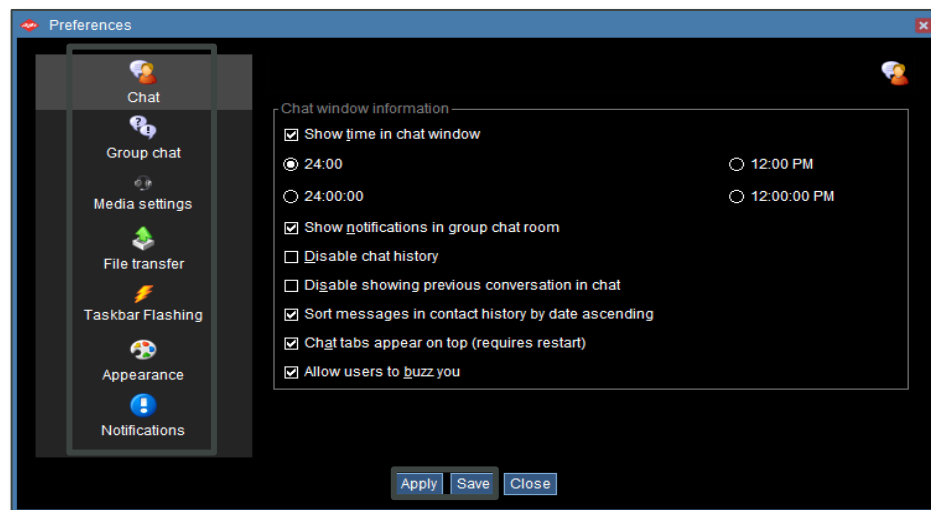 Preferences
Chat
Group chat
Media settings
File transfer
Taskbar Flashing
Appearance
Notifications
Chat window information
Show time in chat window
24:00 12:00 PM
24:00:00 12:00:00 PM
Show notifications in group chat room
Disable chat history
Disable showing previous conversation in chat
Sort messages in contact history by date ascending
Chat tabs appear on top (requires restart)
Allow users to buzz you
Apply Save Close